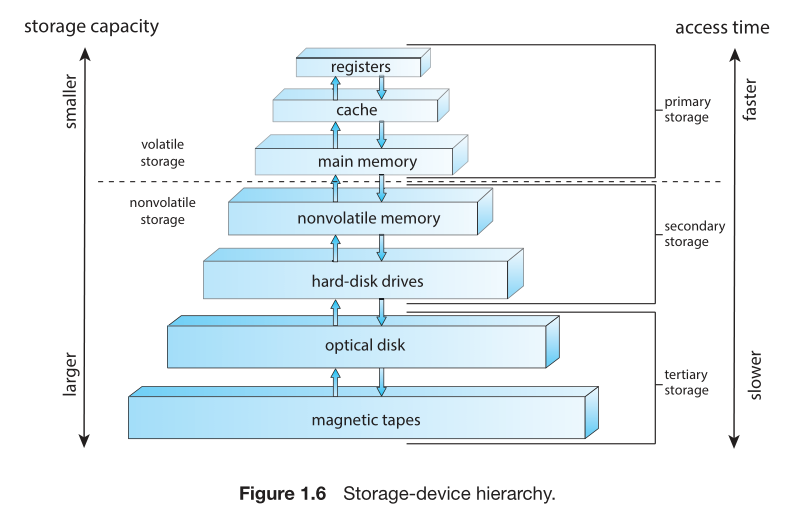 storage capacity
access time
smaller
faster
registers
cache
primary
storage
volatile
storage
main memory
nonvolatile
storage
nonvolatile memory
secondary
storage
hard-disk drives
optical disk
larger
slower
tertiary
storage
magnetic tapes
Figure 1.6 Storage-device hierarchy.